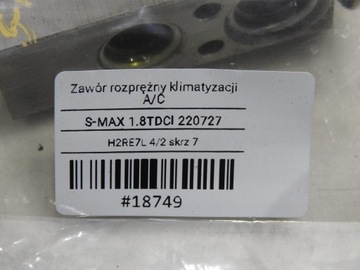 Zawór rozprężny klimatyzacji
A/C
S-MAX 1.8TDCI 220727
H2RE7L 4/2 skrz 7
#18749